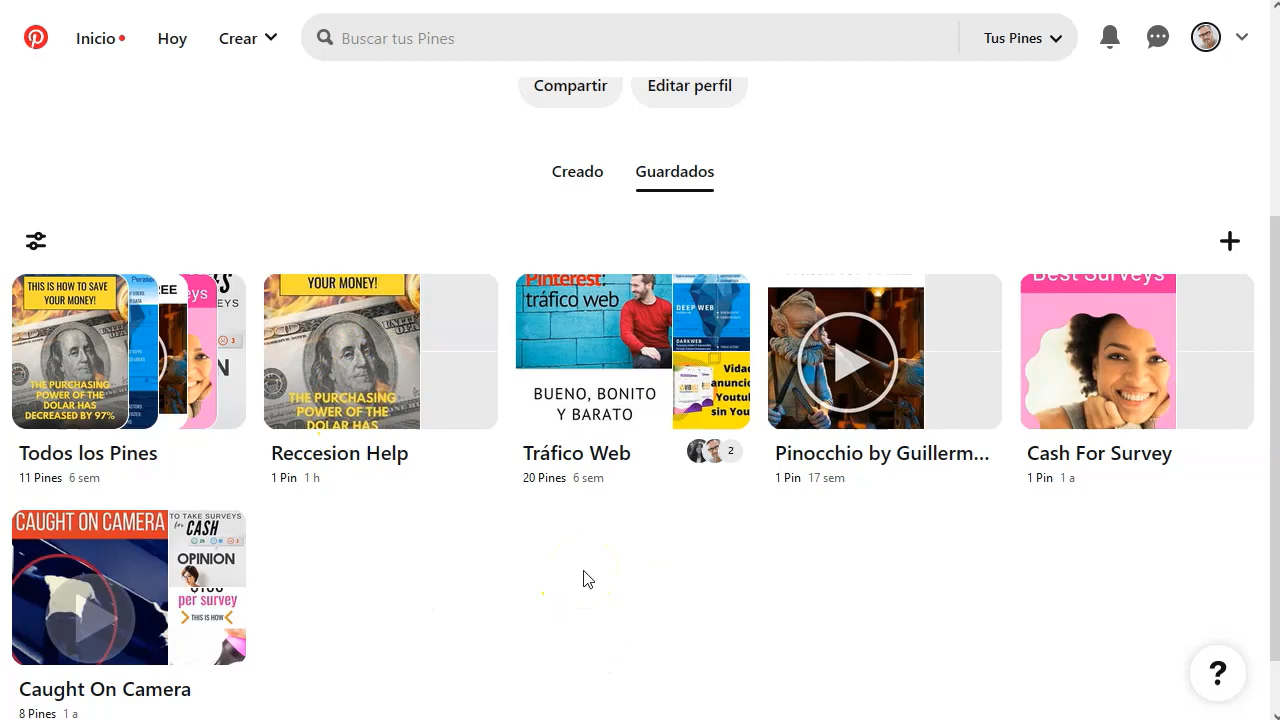 Inicio
Hoy
Crear
Buscar tus Pines
Tus Pines
Compartir
Editar perfil
Creado
Guardados
THIS IS HOW TO SAVE
YOUR MONEY!
THE PURCHASING
POWER OF THE
DOLAR HAS
DECREASED BY 97%
YOUR MONEY!
THE PURCHASING
POWER OF THE
DOLAR HAS
Pinterest:
tráfico web
BUENO, BONITO
Y BARATO
DEEP WEB
DARKWEB
Best Surveys
Todos los Pines
11 Pines 6 sem
Reccesion Help
1 Pin 1 h
Tráfico Web
2
20 Pines 6 sem
Pinocchio by Guillerm...
1 Pin 17 sem
Cash For Survey
1 Pin 1 a
CAUGHT ON CAMERA
TO TAKE SURVEYS
for CASH
OPINION
per survey
THIS IS HOW
Caught On Camera
8 Pines 1 a
?